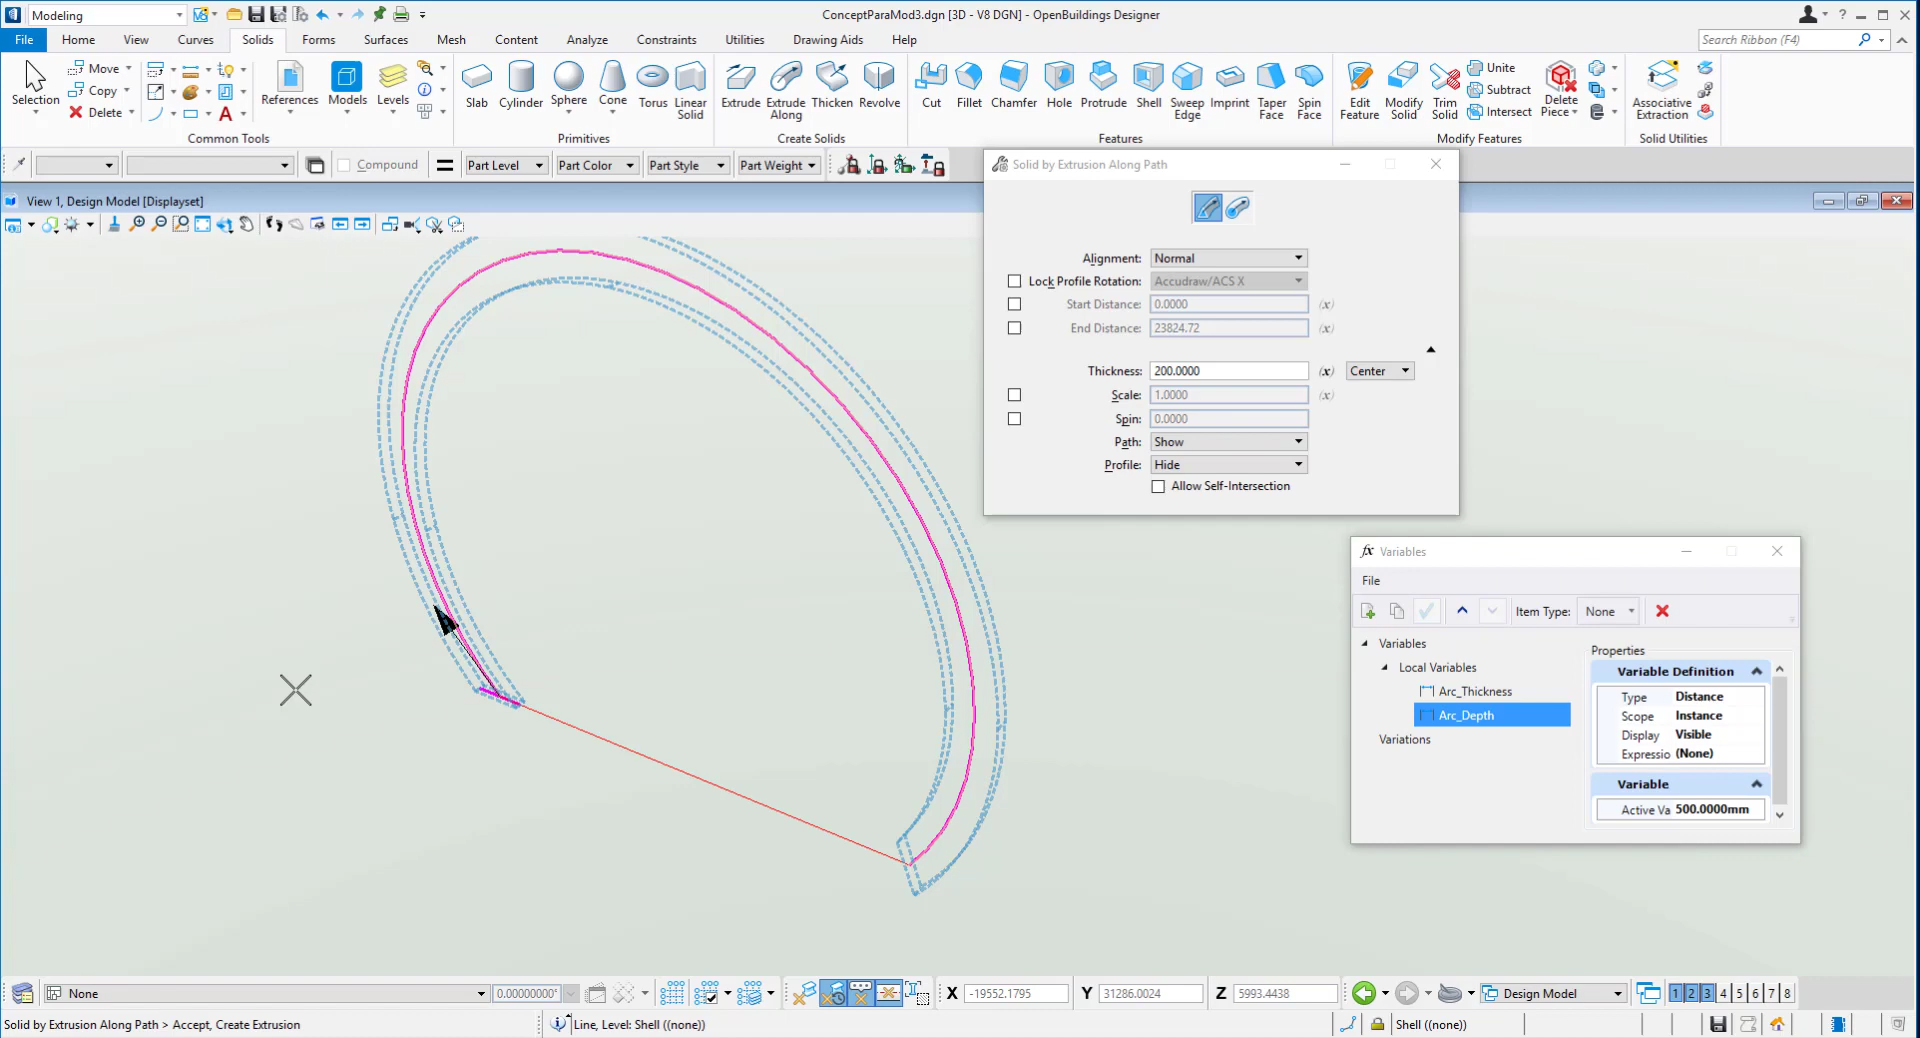 Modeling
ConceptParaMod3.dgn [3D - V8 DGN] - OpenBuildings Designer
File Home View Curves Solids Forms Surfaces Mesh Content Analyze Constraints Utilities Drawing Aids Help
Search Ribbon (F4)
Selection
Move
Copy
Delete
References Models Levels
Common Tools
Slab Cylinder Sphere Cone Torus Linear Solid
Primitives
Extrude Extrude Along Thicken Revolve
Create Solids
Cut Fillet Chamfer Hole Protrude Shell Sweep Edge Imprint Taper Face Spin Face
Features
Edit Feature Modify Solid Trim Solid
Unite
Subtract
Intersect
Delete Piece
Modify Features
Associative Extraction
Solid Utilities
Compound Part Level Part Color Part Style Part Weight
View 1, Design Model [Displayset]
Solid by Extrusion Along Path
Alignment: Normal
Lock Profile Rotation: Accudraw/ACS X
Start Distance: 0.0000 (x)
End Distance: 23824.72 (x)
Thickness: 200.0000 (x) Center
Scale: 1.0000 (x)
Spin: 0.0000
Path: Show
Profile: Hide
Allow Self-Intersection
fx Variables
File
Item Type: None
Variables
Local Variables
Arc_Thickness
Arc_Depth
Variations
Properties
Variable Definition
Type Distance
Scope Instance
Display Visible
Expressio (None)
Variable
Active Va 500.0000mm
None
0.00000000°
X -19552.1795 Y 31286.0024 Z 5993.4438
Design Model
1 2 3 4 5 6 7 8
Solid by Extrusion Along Path > Accept, Create Extrusion
Line, Level: Shell ((none))
Shell ((none))